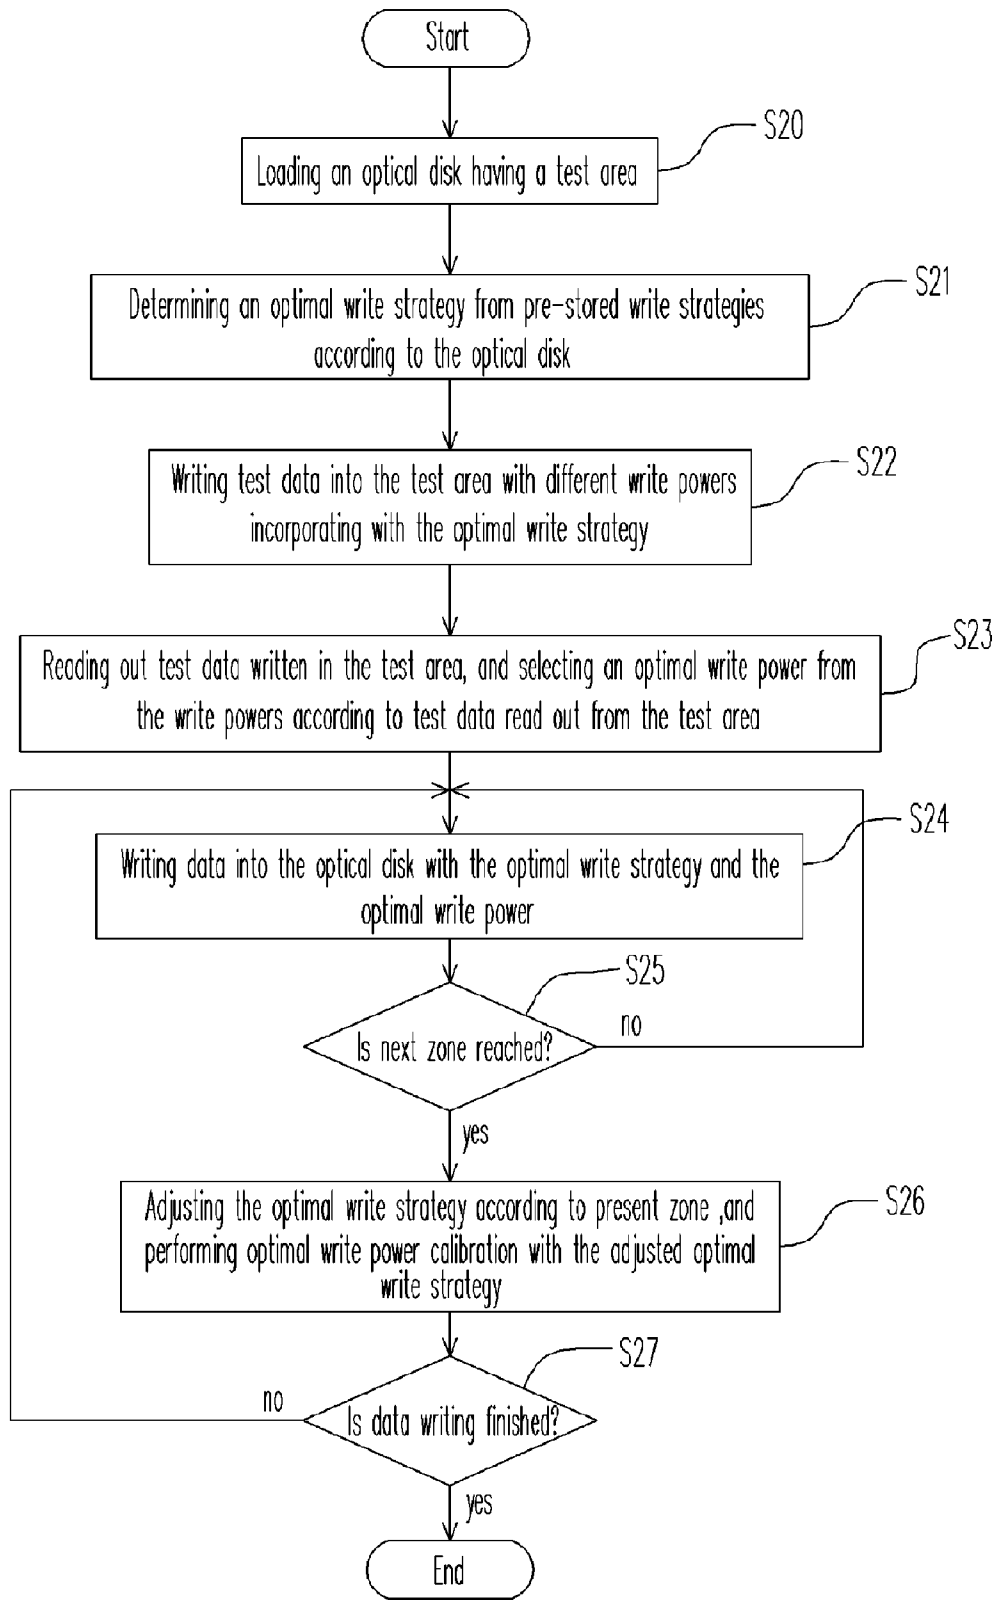 Start
S20
Loading an optical disk having a test area
S21
Determining an optimal write strategy from pre-stored write strategies
according to the optical disk
S22
Writing test data into the test area with different write powers
incorporating with the optimal write strategy
S23
Reading out test data written in the test area, and selecting an optimal write power from
the write powers according to test data read out from the test area
S24
Writing data into the optical disk with the optimal write strategy and the
optimal write power
S25
Is next zone reached?
no
yes
S26
Adjusting the optimal write strategy according to present zone ,and
performing optimal write power calibration with the adjusted optimal
write strategy
S27
Is data writing finished?
no
yes
End